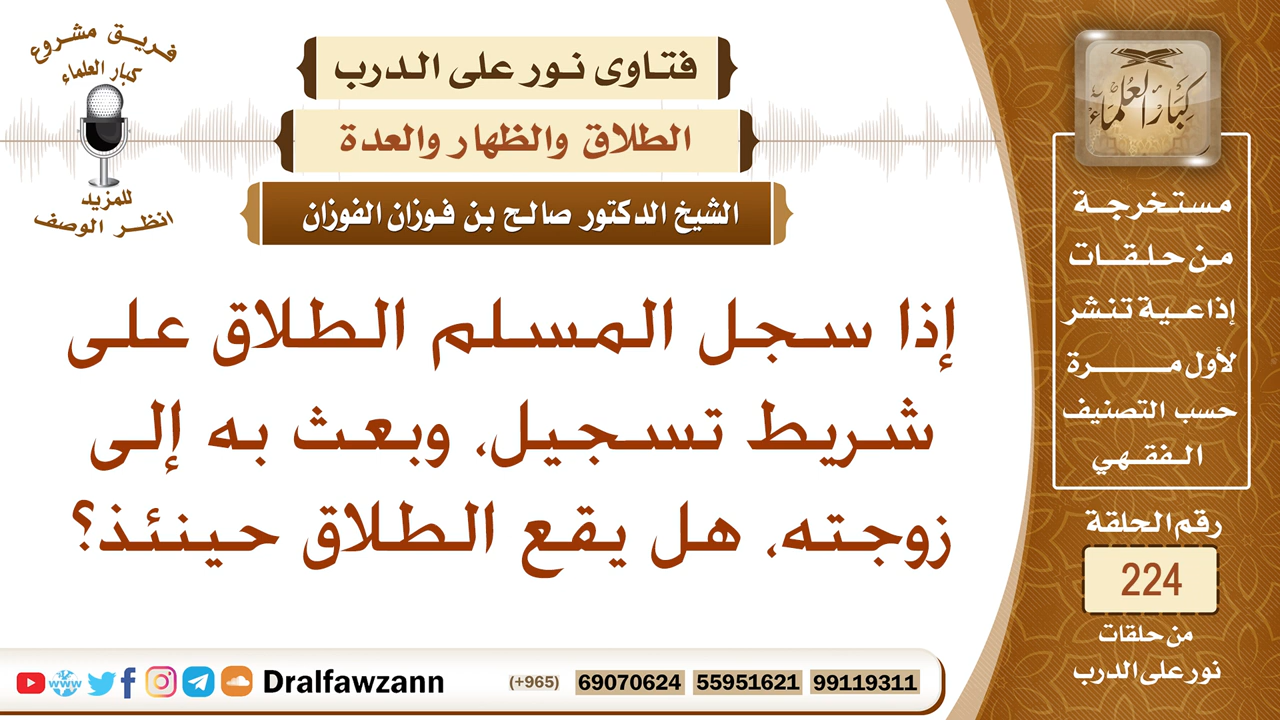 فريق مشروع
كبار العلماء
للمزيد
انظر الوصف
فتاوى نور على الدرب
الطلاق والظهار والعدة
الشيخ الدكتور صالح بن فوزان الفوزان
إذا سجل المسلم الطلاق على
شريط تسجيل، وبعث به إلى
زوجته، هل يقع الطلاق حينئذ؟
كبار العلماء
مستخرجة
من حلقات
إذاعية تنشر
لأول مرة
حسب التصنيف
الفقهي
رقم الحلقة
224
من حلقات
نور على الدرب
www Dralfawzann (+965) 69070624 55951621 99119311